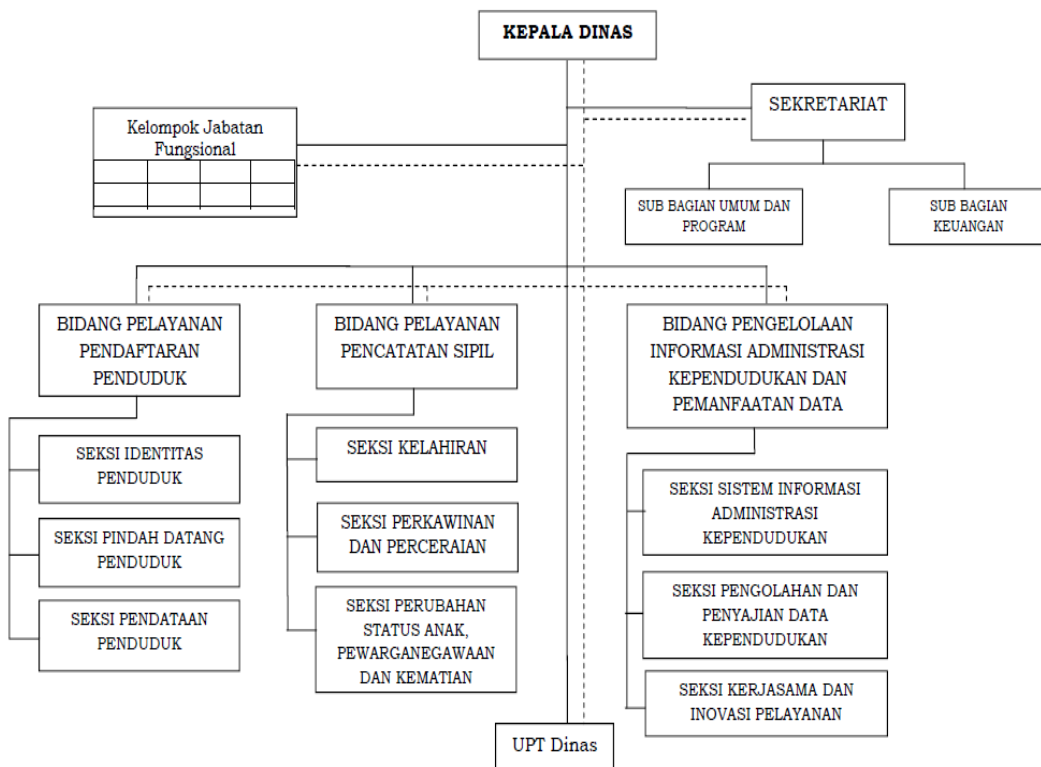 KEPALA DINAS
SEKRETARIAT
Kelompok Jabatan
Fungsional
SUB BAGIAN UMUM DAN
PROGRAM
SUB BAGIAN
KEUANGAN
BIDANG PELAYANAN
PENDAFTARAN
PENDUDUK
BIDANG PELAYANAN
PENCATATAN SIPIL
BIDANG PENGELOLAAN
INFORMASI ADMINISTRASI
KEPENDUDUKAN DAN
PEMANFAATAN DATA
SEKSI IDENTITAS
PENDUDUK
SEKSI PINDAH DATANG
PENDUDUK
SEKSI PENDATAAN
PENDUDUK
SEKSI KELAHIRAN
SEKSI PERKAWINAN
DAN PERCERAIAN
SEKSI PERUBAHAN
STATUS ANAK,
PEWARGANEGAWAAN
DAN KEMATIAN
SEKSI SISTEM INFORMASI
ADMINISTRASI
KEPENDUDUKAN
SEKSI PENGOLAHAN DAN
PENYAJIAN DATA
KEPENDUDUKAN
SEKSI KERJASAMA DAN
INOVASI PELAYANAN
UPT Dinas